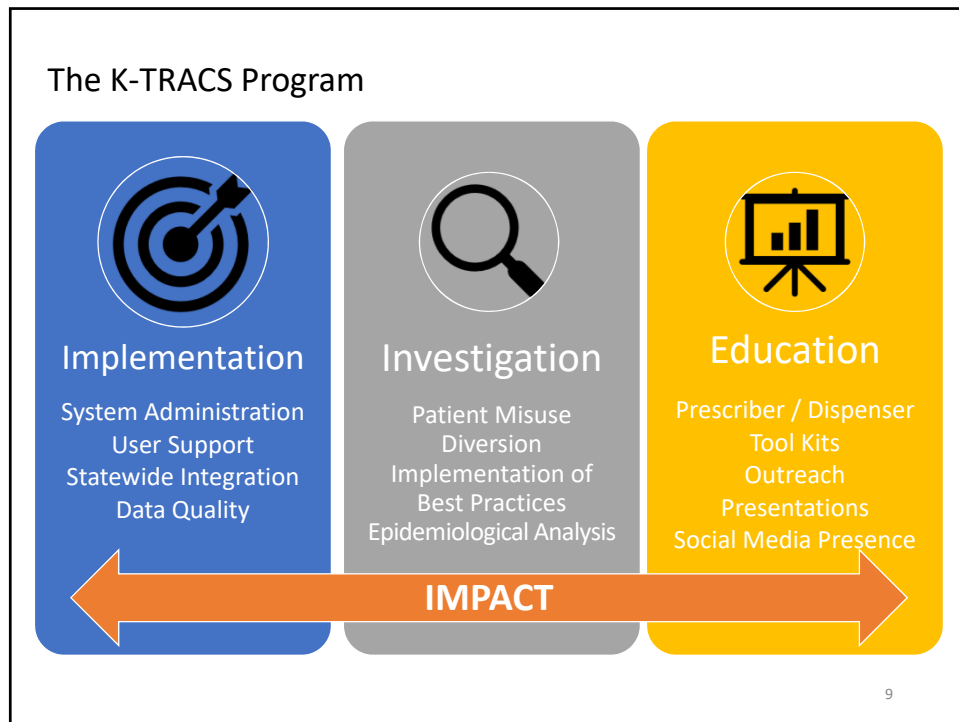 The K-TRACS Program
Implementation
System Administration
User Support
Statewide Integration
Data Quality
Investigation
Patient Misuse
Diversion
Implementation of
Best Practices
Epidemiological Analysis
Education
Prescriber / Dispenser
Tool Kits
Outreach
Presentations
Social Media Presence
IMPACT
9